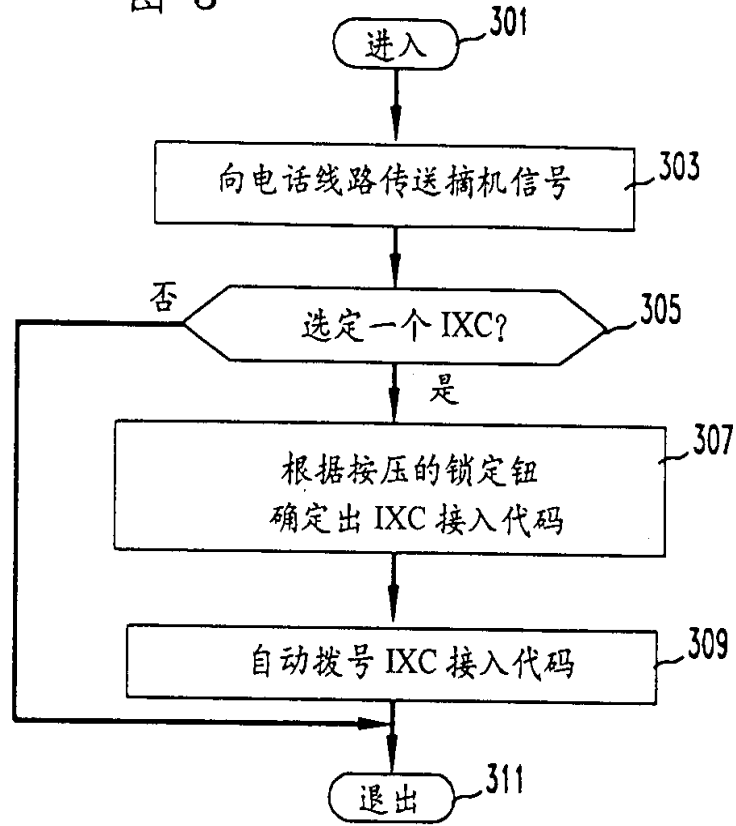 进入
301
向电话线路传送摘机信号
303
选定一个 IXC?
305
否
是
根据按压的锁定钮
确定出 IXC 接入代码
307
自动拨号 IXC 接入代码
309
退出
311